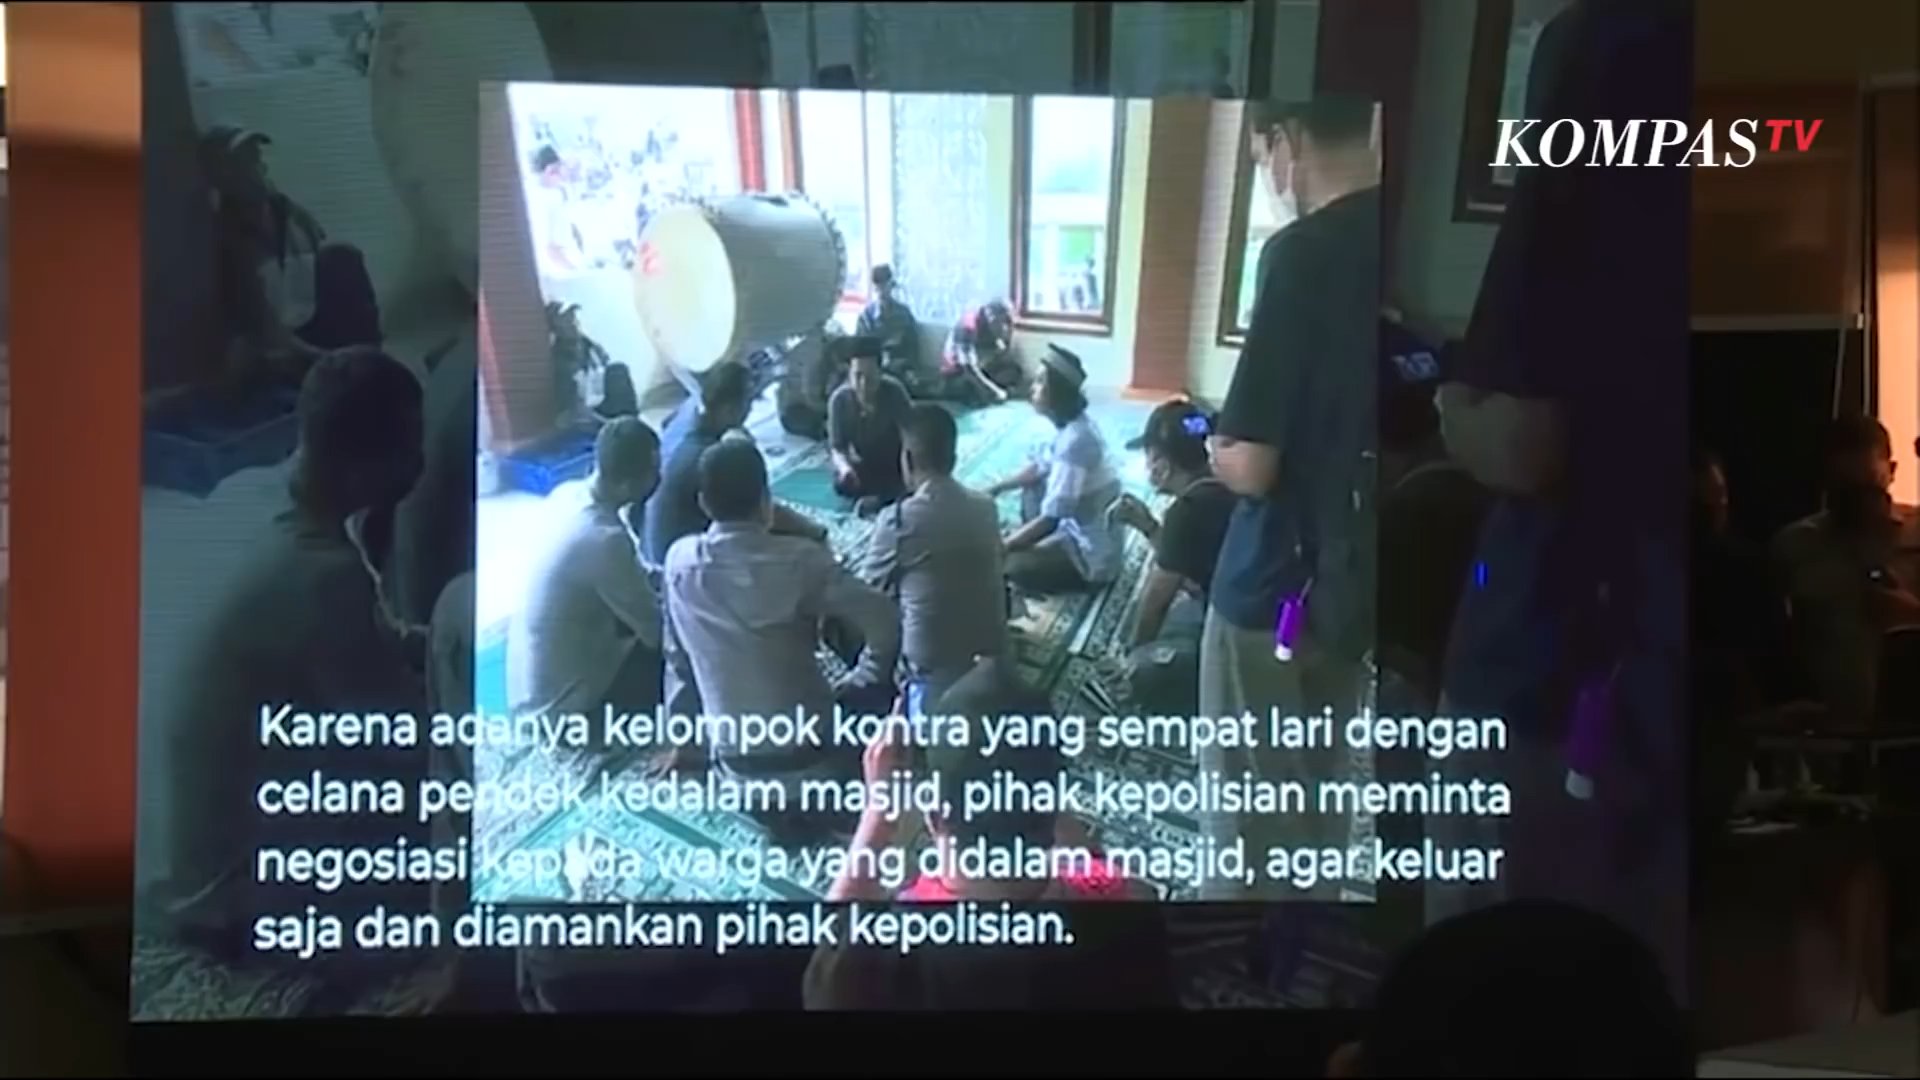 KOMPASTV
Karena adanya kelompok kontra yang sempat lari dengan
celana pendek kedalam masjid, pihak kepolisian meminta
negosiasi kepada warga yang didalam masjid, agar keluar
saja dan diamankan pihak kepolisian.